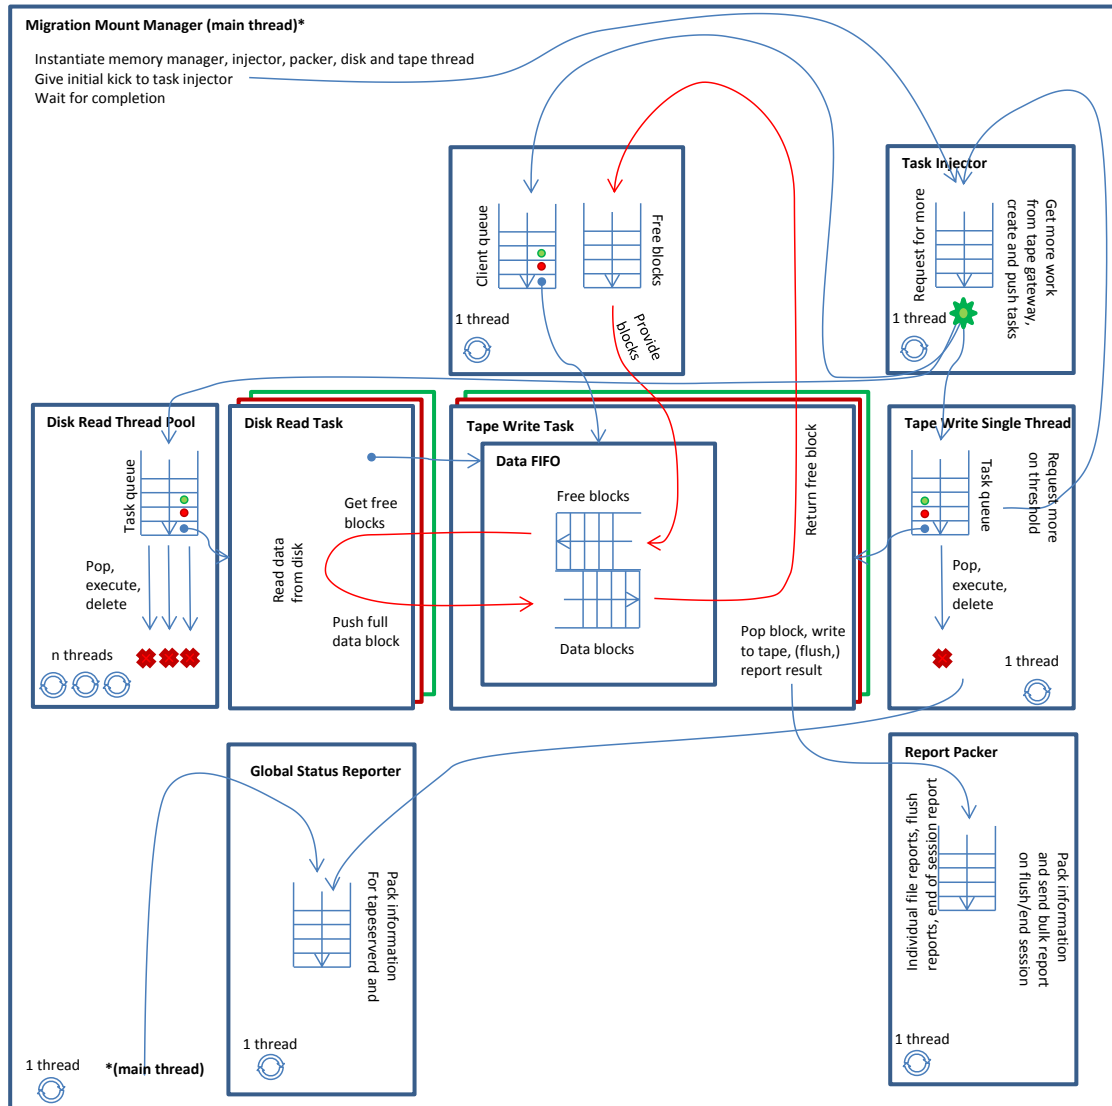 Migration Mount Manager (main thread)*
Instantiate memory manager, injector, packer, disk and tape thread
Give initial kick to task injector
Wait for completion
Client queue
Free blocks
1 thread
Provide
blocks
Task Injector
Request for more
Get more work
from tape gateway,
create and push tasks
1 thread
Disk Read Thread Pool
Task queue
Pop,
execute,
delete
n threads
Disk Read Task
Get free
blocks
Read data
from disk
Push full
data block
Tape Write Task
Data FIFO
Free blocks
Data blocks
Return free block
Pop block, write
to tape, (flush,)
report result
Tape Write Single Thread
Task queue
Request more
on threshold
Pop,
execute,
delete
1 thread
Global Status Reporter
Pack information
For tapeserverd and
1 thread
Report Packer
Individual file reports, flush
reports, end of session report
Pack information
and send bulk report
on flush/end session
1 thread
1 thread
*(main thread)